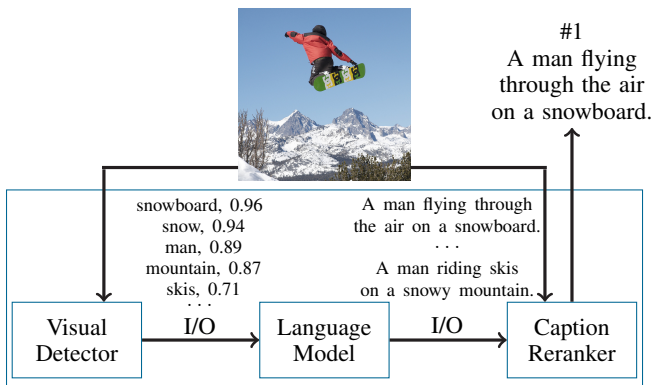 #1
A man flying
through the air
on a snowboard.
snowboard, 0.96
snow, 0.94
man, 0.89
mountain, 0.87
skis, 0.71
· · ·
A man flying through
the air on a snowboard.
· · ·
A man riding skis
on a snowy mountain.
Visual
Detector
I/O
Language
Model
I/O
Caption
Reranker